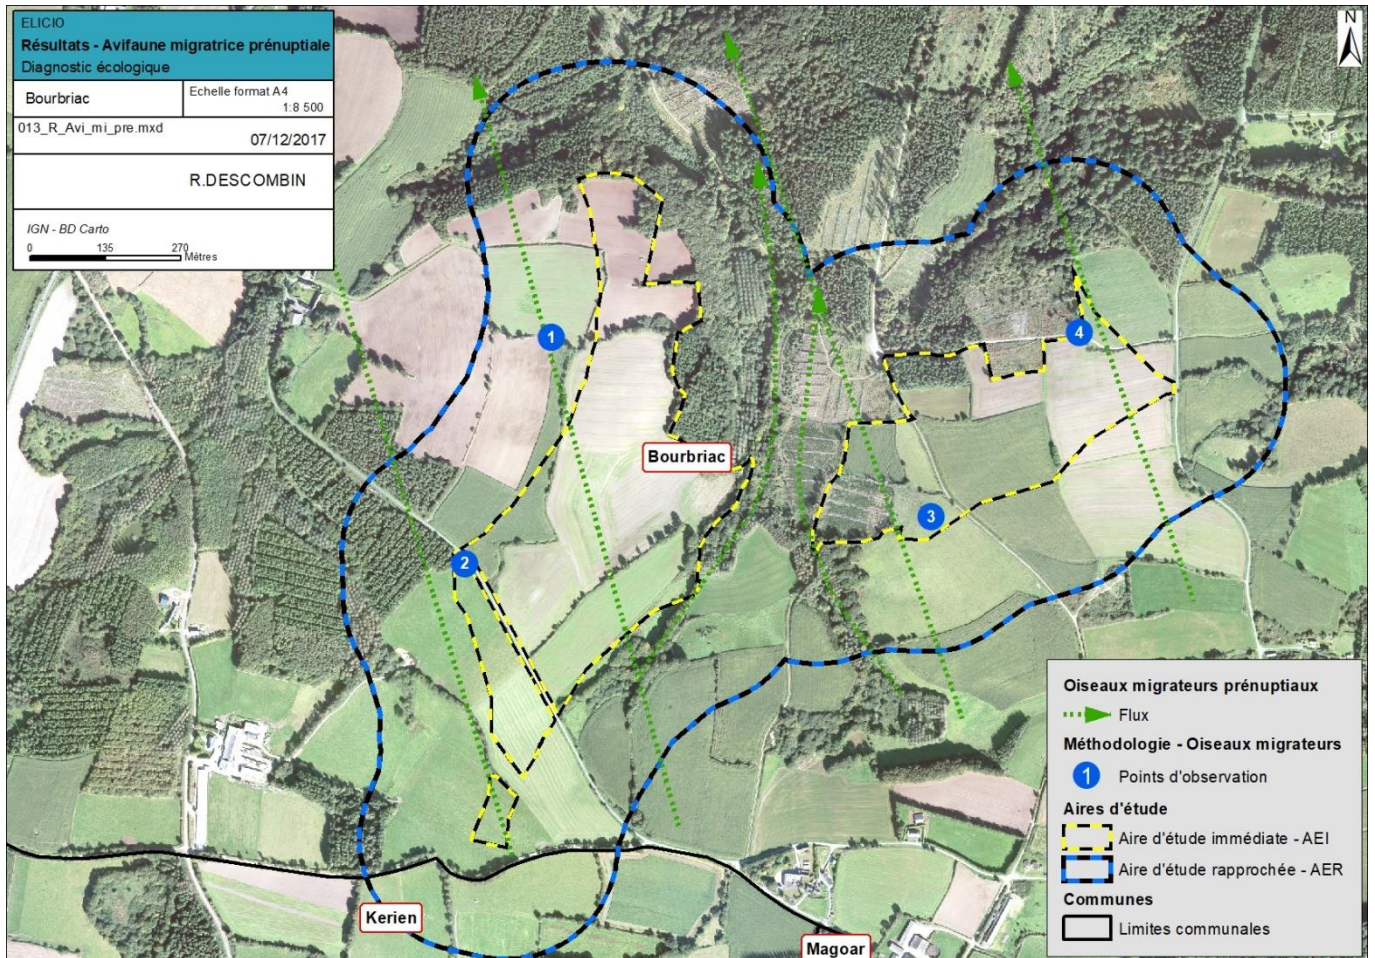 ELICIO
Résultats - Avifaune migratrice prénuptiale
Diagnostic écologique
Bourbriac
Echelle format A4
1:8 500
013_R_Avi_mi_pre.mxd
07/12/2017
R.DESCOMBIN
IGN - BD Carto
0 135 270
Mètres
N
1
4
Bourbriac
3
2
Kerien
Magoar
Oiseaux migrateurs prénuptiaux
Flux
Méthodologie - Oiseaux migrateurs
1 Points d'observation
Aires d'étude
Aire d'étude immédiate - AEI
Aire d'étude rapprochée - AER
Communes
Limites communales